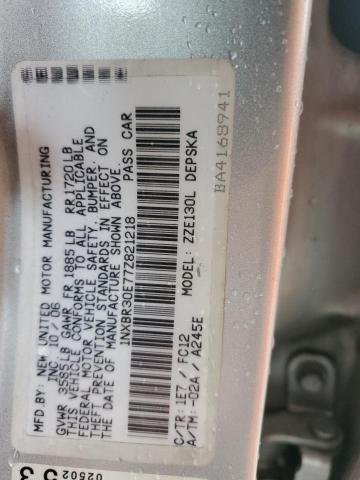 MFD BY: NEW UNITED MOTOR MANUFACTURING
INC 10/06
GVWR 3585LB GAWR FR 1885LB RR 1720LB
THIS VEHICLE CONFORMS TO ALL APPLICABLE
FEDERAL MOTOR VEHICLE SAFETY, BUMPER, AND
THEFT PREVENTION STANDARDS IN EFFECT ON
THE DATE OF MANUFACTURE SHOWN ABOVE.
1NXBR30E77Z821218 PASS CAR
MODEL: ZZE130L DEPSKA
C/TR: 1E7 / FC12
A/TM: -02A / A245E
BA4168941
02502 53